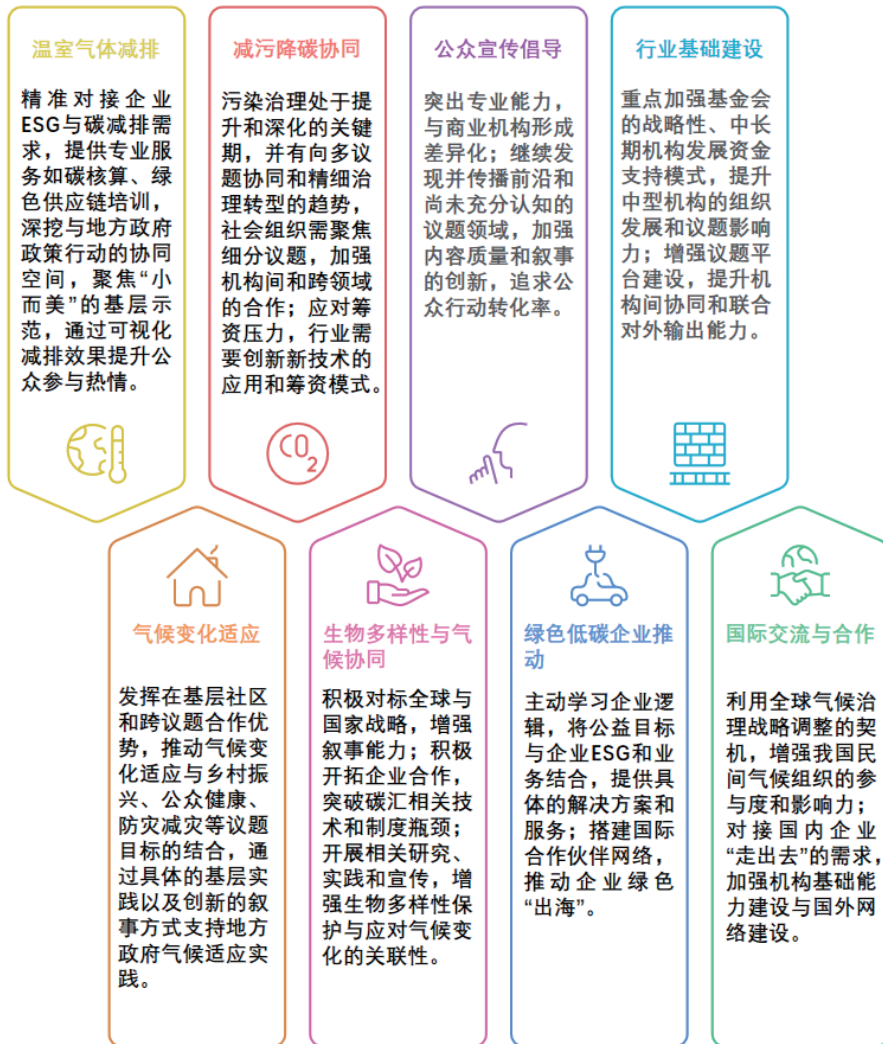 温室气体减排
精准对接企业
ESG与碳减排需
求，提供专业服
务如碳核算、绿
色供应链培训，
深挖与地方政府
政策行动的协同
空间，聚焦“小
而美”的基层示
范，通过可视化
减排效果提升公
众参与热情。
减污降碳协同
污染治理处于提
升和深化的关键
期，并有向多议
题协同和精细治
理转型的趋势，
社会组织需聚焦
细分议题，加强
机构间和跨领域
的合作；应对筹
资压力，行业需
要创新新技术的
应用和筹资模式。
CO2
公众宣传倡导
突出专业能力，
与商业机构形成
差异化；继续发
现并传播前沿和
尚未充分认知的
议题领域，加强
内容质量和叙事
的创新，追求公
众行动转化率。
行业基础建设
重点加强基金会
的战略性、中长
期机构发展资金
支持模式，提升
中型机构的组织
发展和议题影响
力；增强议题平
台建设，提升机
构间协同和联合
对外输出能力。
气候变化适应
发挥在基层社区
和跨议题合作优
势，推动气候变
化适应与乡村振
兴、公众健康、
防灾减灾等议题
目标的结合，通
过具体的基层实
践以及创新的叙
事方式支持地方
政府气候适应实
践。
生物多样性与气
候协同
积极对标全球与
国家战略，增强
叙事能力；积极
开拓企业合作，
突破碳汇相关技
术和制度瓶颈；
开展相关研究、
实践和宣传，增
强生物多样性保
护与应对气候变
化的关联性。
绿色低碳企业推
动
主动学习企业逻
辑，将公益目标
与企业ESG和业
务结合，提供具
体的解决方案和
服务；搭建国际
合作伙伴网络，
推动企业绿色
“出海”。
国际交流与合作
利用全球气候治
理战略调整的契
机，增强我国民
间气候组织的参
与度和影响力；
对接国内企业
“走出去”的需求，
加强机构基础能
力建设与国外网
络建设。